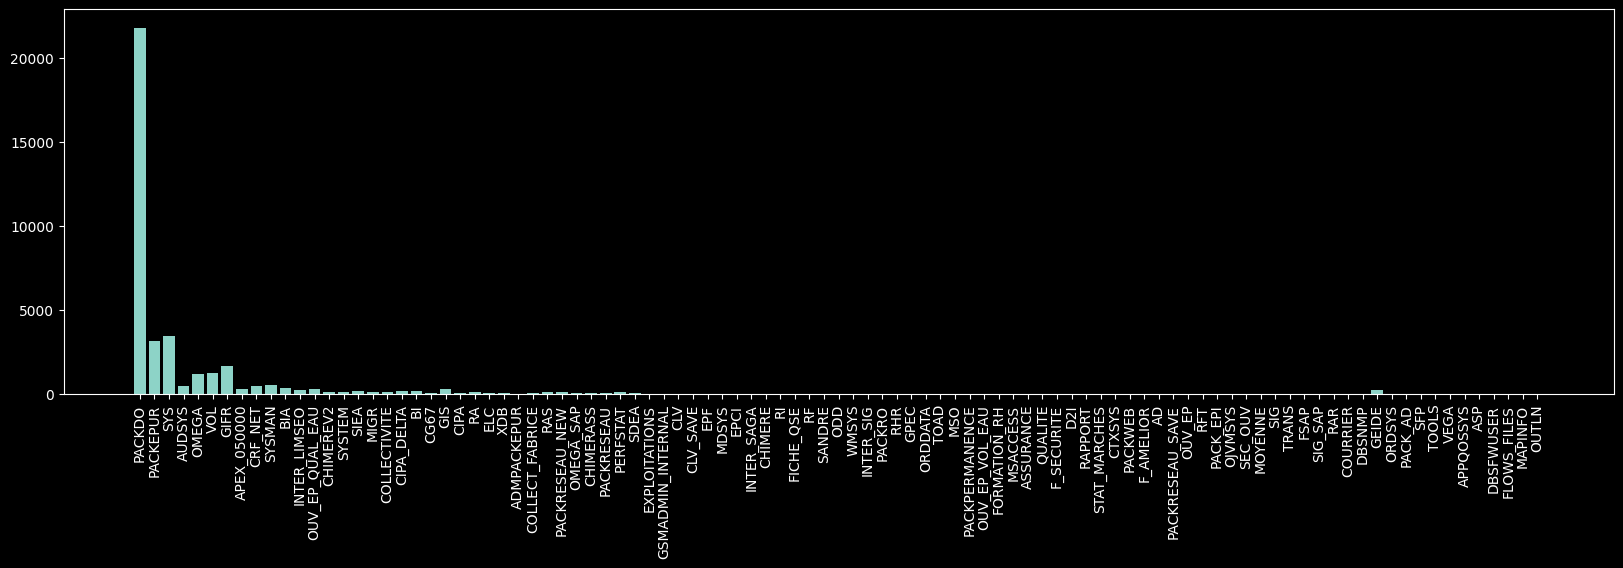 20000
15000
10000
5000
0
PACKDO
PACKEPUR
SYS
AUDSYS
OMEGA
VOL
GIFR
APEX_050000
CRF_NET
SYSMAN
BIA
INTER_LIMSEO
OUV_EP_QUAL_EAU
CHIMEREV2
SYSTEM
SIEA
MIGR
COLLECTIVITE
CIPA_DELTA
BI
CG67
GIS
CIPA
RA
ELC
XDB
ADMPACKEPUR
COLLECT_FABRICE
RAS
PACKRESEAU_NEW
OMEGA_SAP
CHIMERASS
PACKRESEAU
PERFSTAT
SDEA
EXPLOITATIONS
GSMADMIN_INTERNAL
CLV
CLV_SAVE
EPF
MDSYS
EPCI
INTER_SAGA
CHIMERE
RI
FICHE_QSE
RF
SANDRE
ODD
WMSYS
INTER_SIG
PACKRO
RHR
GPEC
ORDDATA
TOAD
MSO
PACKPERMANENCE
OUV_EP_VOL_EAU
FORMATION_RH
MSACCESS
ASSURANCE
QUALITE
F_SECURITE
D2I
RAPPORT
STAT_MARCHES
CTXSYS
PACKWEB
F_AMELIOR
AD
PACKRESEAU_SAVE
OUV_EP
RFT
PACK_EPI
OJVMSYS
SEC_OUV
MOYENNE
SIG
TRANS
FSAP
SIG_SAP
RAR
COURRIER
DBSNMP
GEIDE
ORDSYS
PACK_AD
SFP
TOOLS
VEGA
APPQOSSYS
ASP
DBSFWUSER
FLOWS_FILES
MAPINFO
OUTLN